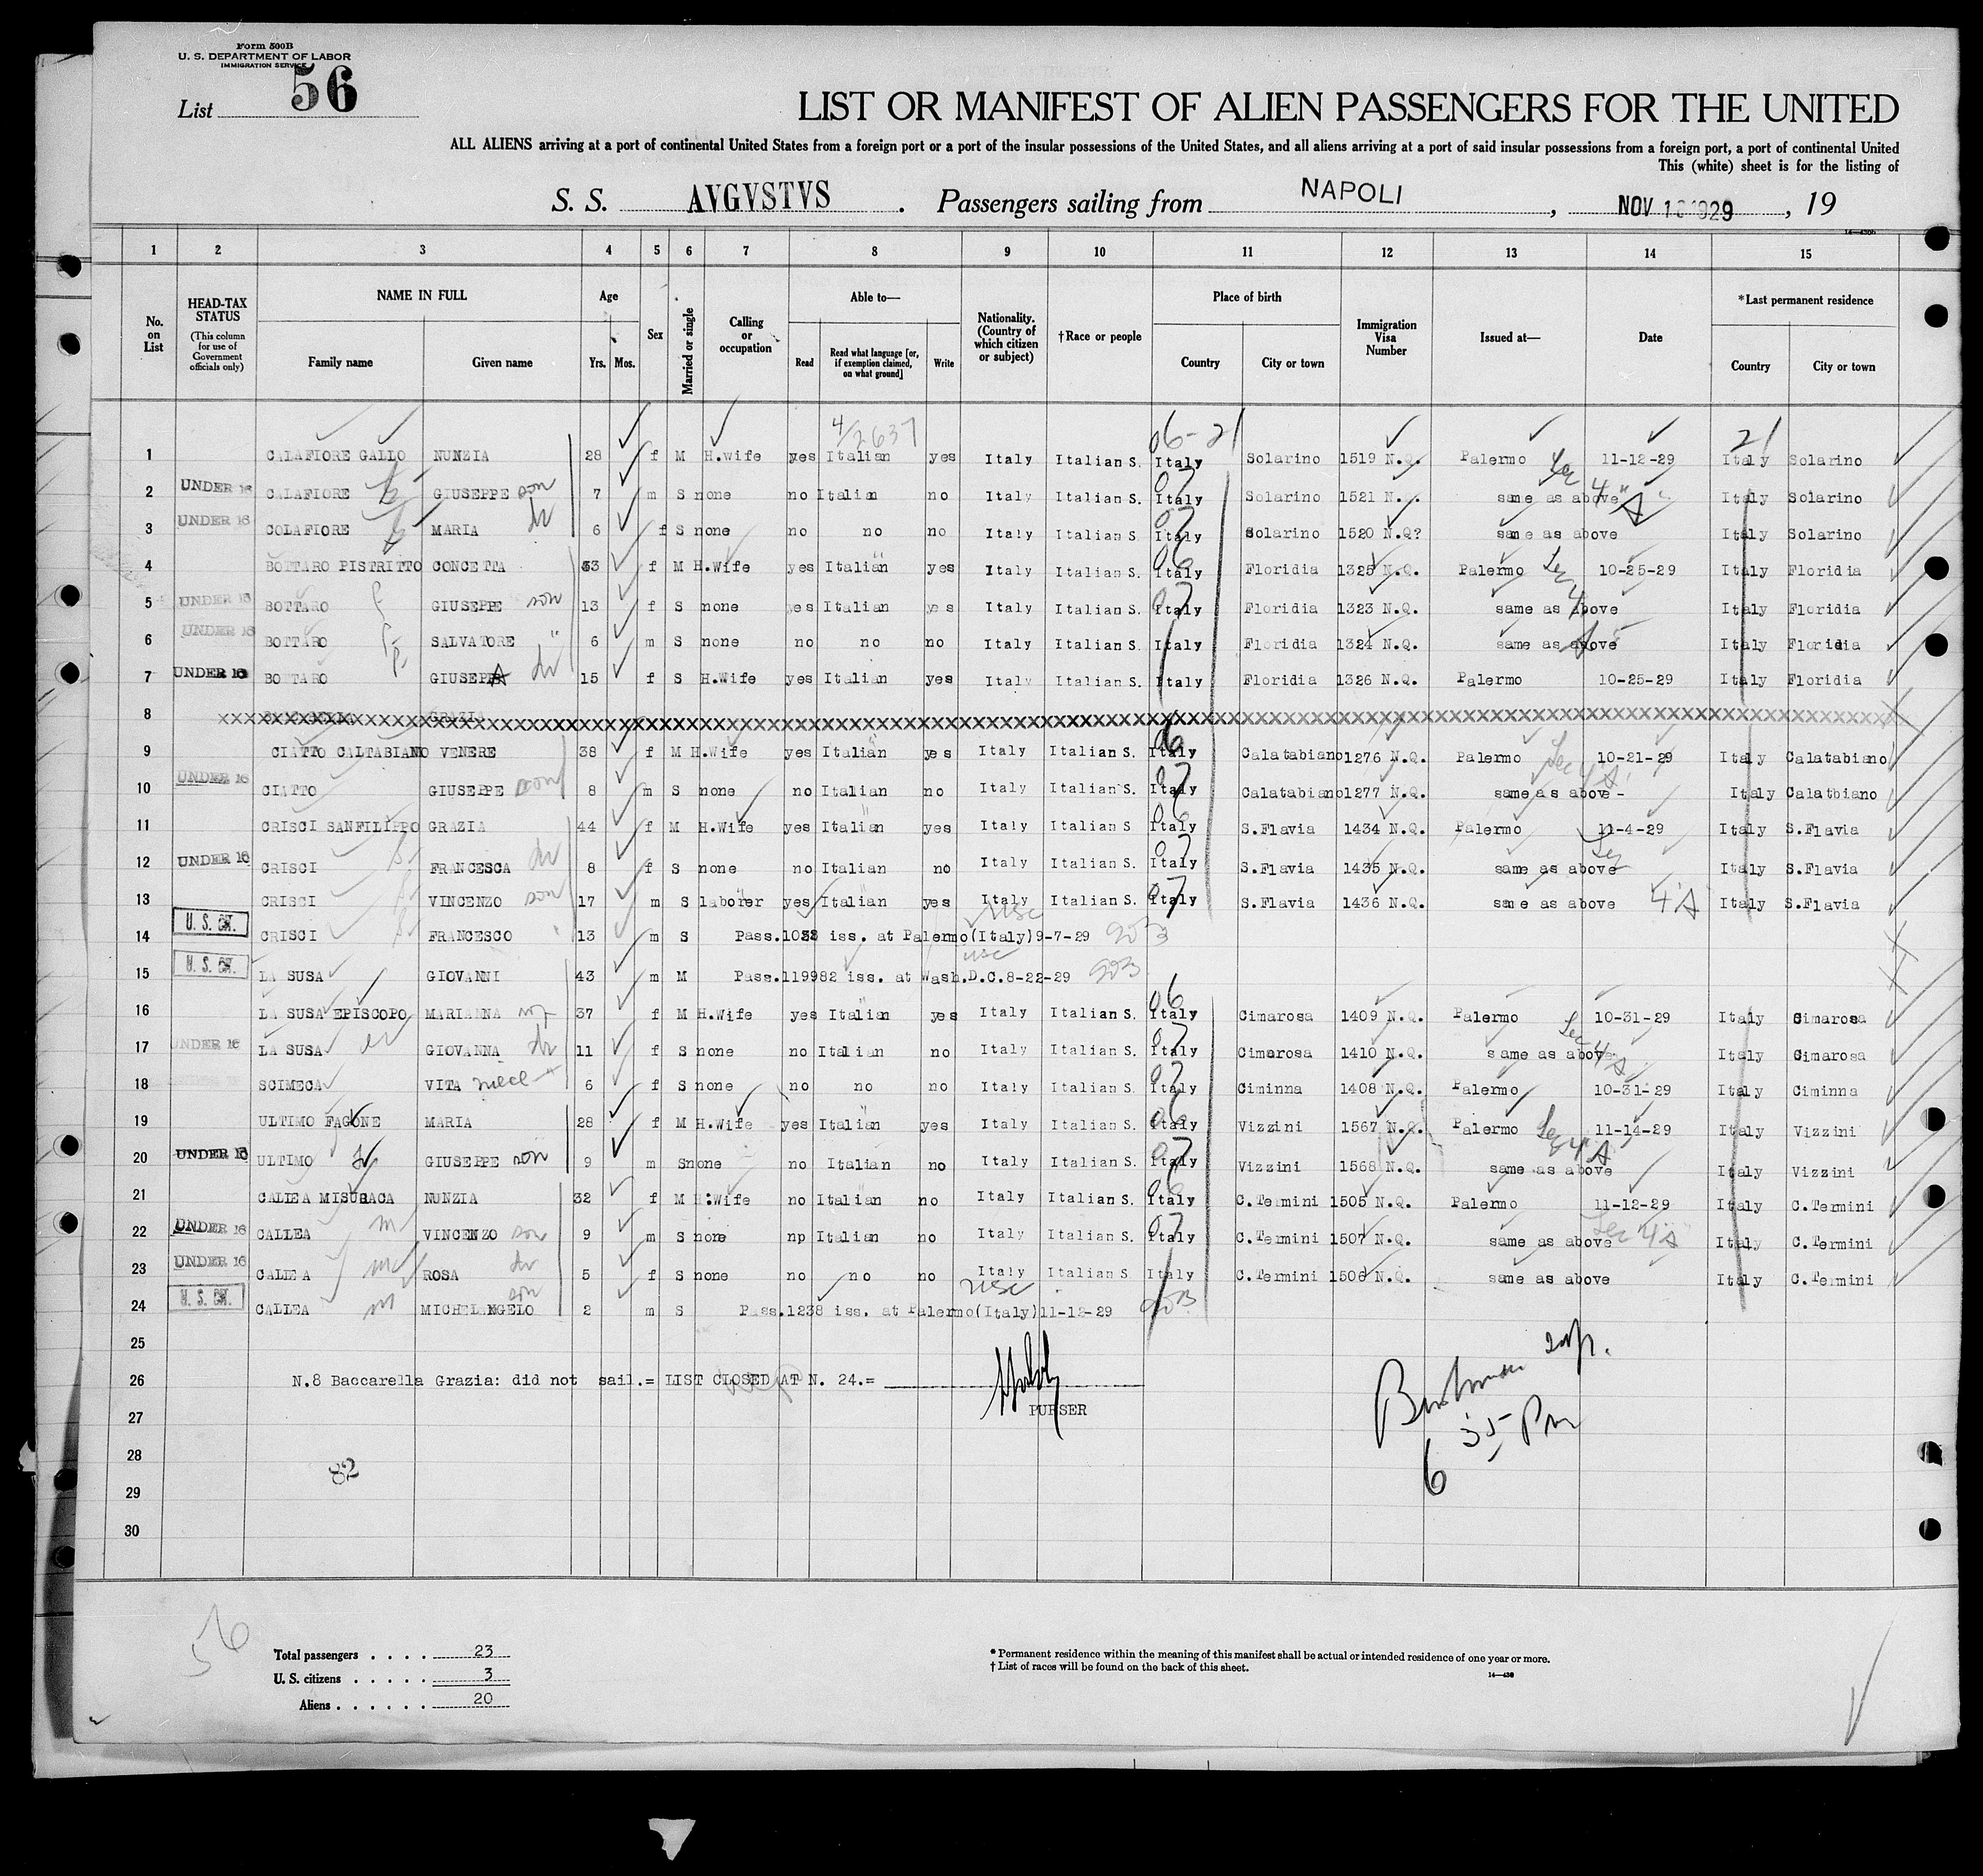 Form 500B
U. S. DEPARTMENT OF LABOR
IMMIGRATION SERVICE
List 56
LIST OR MANIFEST OF ALIEN PASSENGERS FOR THE UNITED
ALL ALIENS arriving at a port of continental United States from a foreign port or a port of the insular possessions of the United States, and all aliens arriving at a port of said insular possessions from a foreign port, a port of continental United
This (white) sheet is for the listing of
S. S. AVGVSTVS . Passengers sailing from NAPOLI , NOV 1 1929 , 19
1 2 3 4 5 6 7 8 9 10 11 12 13 14 15
No. on List
HEAD-TAX STATUS (This column for use of Government officials only)
NAME IN FULL Family name Given name
Age Yrs. Mos.
Sex
Married or single
Calling or occupation
Able to— Read Read what language [or, if exemption claimed, on what ground] Write
Nationality. (Country of which citizen or subject)
†Race or people
Place of birth Country City or town
Immigration Visa Number
Issued at—
Date
*Last permanent residence Country City or town
4/2637 06-21 21
1 CALAFIORE GALLO NUNZIA 28 f M H.wife yes Italian yes Italy Italian S. Italy Solarino 1519 N.Q. Palermo 11-12-29 Italy Solarino
2 UNDER 16 CALAFIORE GIUSEPPE son 7 m S none no Italian no Italy Italian S. Italy Solarino 1521 N.Q. same as above Italy Solarino
3 UNDER 16 COLAFIORE MARIA dr 6 f S none no no no Italy Italian S. Italy Solarino 1520 N.Q? same as above Italy Solarino
4 BOTTARO PISTRITTO CONCETTA 33 f M H.Wife yes Italian yes Italy Italian S. Italy Floridia 1325 N.Q. Palermo 10-25-29 Italy Floridia
5 UNDER 16 BOTTARO GIUSEPPE son 13 f S none yes Italian yes Italy Italian S. Italy Floridia 1323 N.Q. same as above Italy Floridia
6 UNDER 16 BOTTARO SALVATORE " 6 m S none no no no Italy Italian S. Italy Floridia 1324 N.Q. same as above Italy Floridia
7 UNDER 16 BOTTARO GIUSEPPA dr 15 f S H.Wife yes Italian yes Italy Italian S. Italy Floridia 1326 N.Q. Palermo 10-25-29 Italy Floridia
8 GRAZIA
9 CIATTO CALTABIANO VENERE 38 f M H.Wife yes Italian yes Italy Italian S. Italy Calatabiano 1276 N.Q. Palermo 10-21-29 Italy Calatabiano
10 UNDER 16 CIATTO GIUSEPPE son 8 m S none no Italian no Italy Italian S. Italy Calatabiano 1277 N.Q. same as above - Italy Calatbiano
11 CRISCI SANFILIPPO GRAZIA 44 f M H.Wife yes Italian yes Italy Italian S Italy S.Flavia 1434 N.Q. Palermo 11-4-29 Italy S.Flavia
12 UNDER 16 CRISCI FRANCESCA dr 8 f S none no Italian no Italy Italian S. Italy S.Flavia 1435 N.Q. same as above Italy S.Flavia
13 CRISCI VINCENZO son 17 m S laborer yes Italian yes Italy Italian S. Italy S.Flavia 1436 N.Q. same as above Italy S.Flavia
14 U. S. CIT. CRISCI FRANCESCO 13 m S Pass.1038 iss. at Palermo(Italy)9-7-29
15 U. S. CIT. LA SUSA GIOVANNI 43 m M Pass.119982 iss. at Wash.D.C.8-22-29
16 LA SUSA EPISCOPO MARIANNA 37 f M H.Wife yes Italian yes Italy Italian S. Italy Cimarosa 1409 N.Q. Palermo 10-31-29 Italy Cimarosa
17 UNDER 16 LA SUSA GIOVANNA dr 11 f S none no Italian no Italy Italian S. Italy Cimarosa 1410 N.Q. same as above Italy Cimarosa
18 SCIMECA VITA niece 6 f S none no no no Italy Italian S. Italy Ciminna 1408 N.Q. Palermo 10-31-29 Italy Ciminna
19 ULTIMO FAGONE MARIA 28 f M H.Wife yes Italian yes Italy Italian S. Italy Vizzini 1567 N.Q. Palermo 11-14-29 Italy Vizzini
20 UNDER 16 ULTIMO GIUSEPPE son 9 m S none no Italian no Italy Italian S. Italy Vizzini 1568 N.Q. same as above Italy Vizzini
21 CALLEA MISURACA NUNZIA 32 f M H.Wife no Italian no Italy Italian S. Italy C.Termini 1505 N.Q. Palermo 11-12-29 Italy C.Termini
22 UNDER 16 CALLEA VINCENZO son 9 m S none np Italian no Italy Italian S. Italy C.Termini 1507 N.Q. same as above Italy C.Termini
23 UNDER 16 CALLEA ROSA dr 5 f S none no no no Italy Italian S Italy C.Termini 1506 N.Q. same as above Italy C.Termini
24 U. S. CIT. CALLEA MICHELANGELO son 2 m S Pass.1238 iss. at Palermo(Italy)11-12-29
25
26 N.8 Baccarella Grazia: did not sail.= LIST CLOSED AT N. 24.=
PURSER
27
28
82
29
30
6 35 Pm
56
Total passengers . . . . 23
U. S. citizens . . . . . 3
Aliens . . . . . . 20
* Permanent residence within the meaning of this manifest shall be actual or intended residence of one year or more.
† List of races will be found on the back of this sheet.
14—430